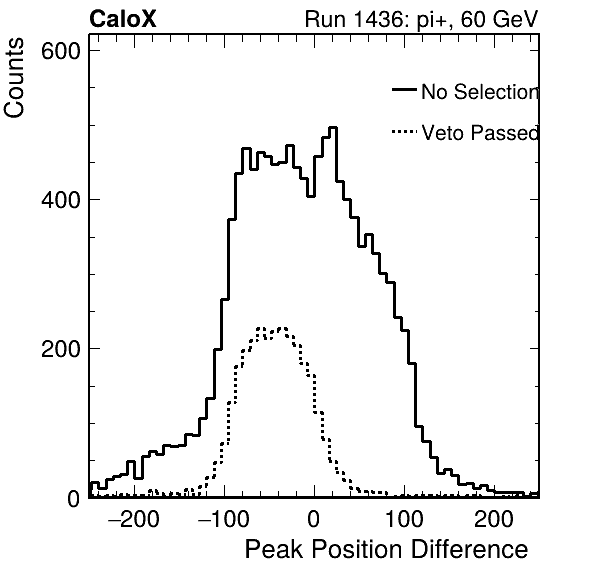 CaloX Run 1436: pi+, 60 GeV
Counts
600
No Selection
Veto Passed
400
200
0
−200 −100 0 100 200
Peak Position Difference